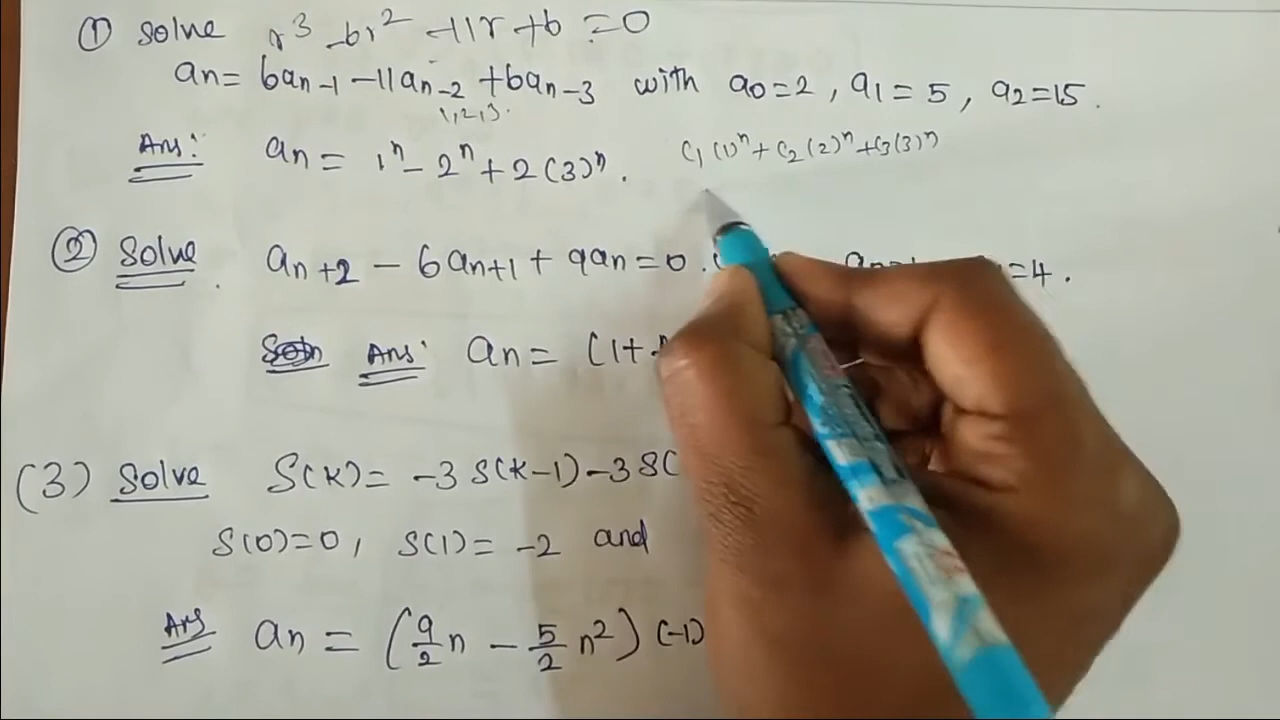 ① Solve r³ -6r² -11r +6 = 0
an = 6an-1 -11an-2 +6an-3 with a0=2, a1=5, a2=15.
1,2,3.
Ans: an = 1ⁿ - 2ⁿ + 2(3)ⁿ. C1(1)ⁿ + C2(2)ⁿ + C3(3)ⁿ
② Solve an+2 - 6an+1 + 9an = 0. =4.
Ans: an = (1+
(3) Solve S(k) = -3 S(k-1) -3 S(
S(0)=0, S(1)= -2 and
Ans an = (9/2 n - 5/2 n²) (-1)